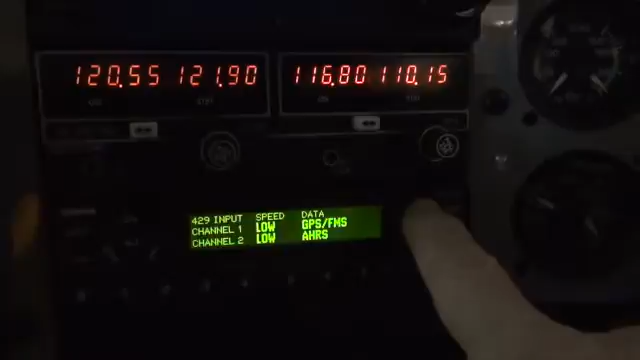 120.55 121.90 116.80 110.15
429 INPUT SPEED DATA
CHANNEL 1 LOW GPS/FMS
CHANNEL 2 LOW AHRS